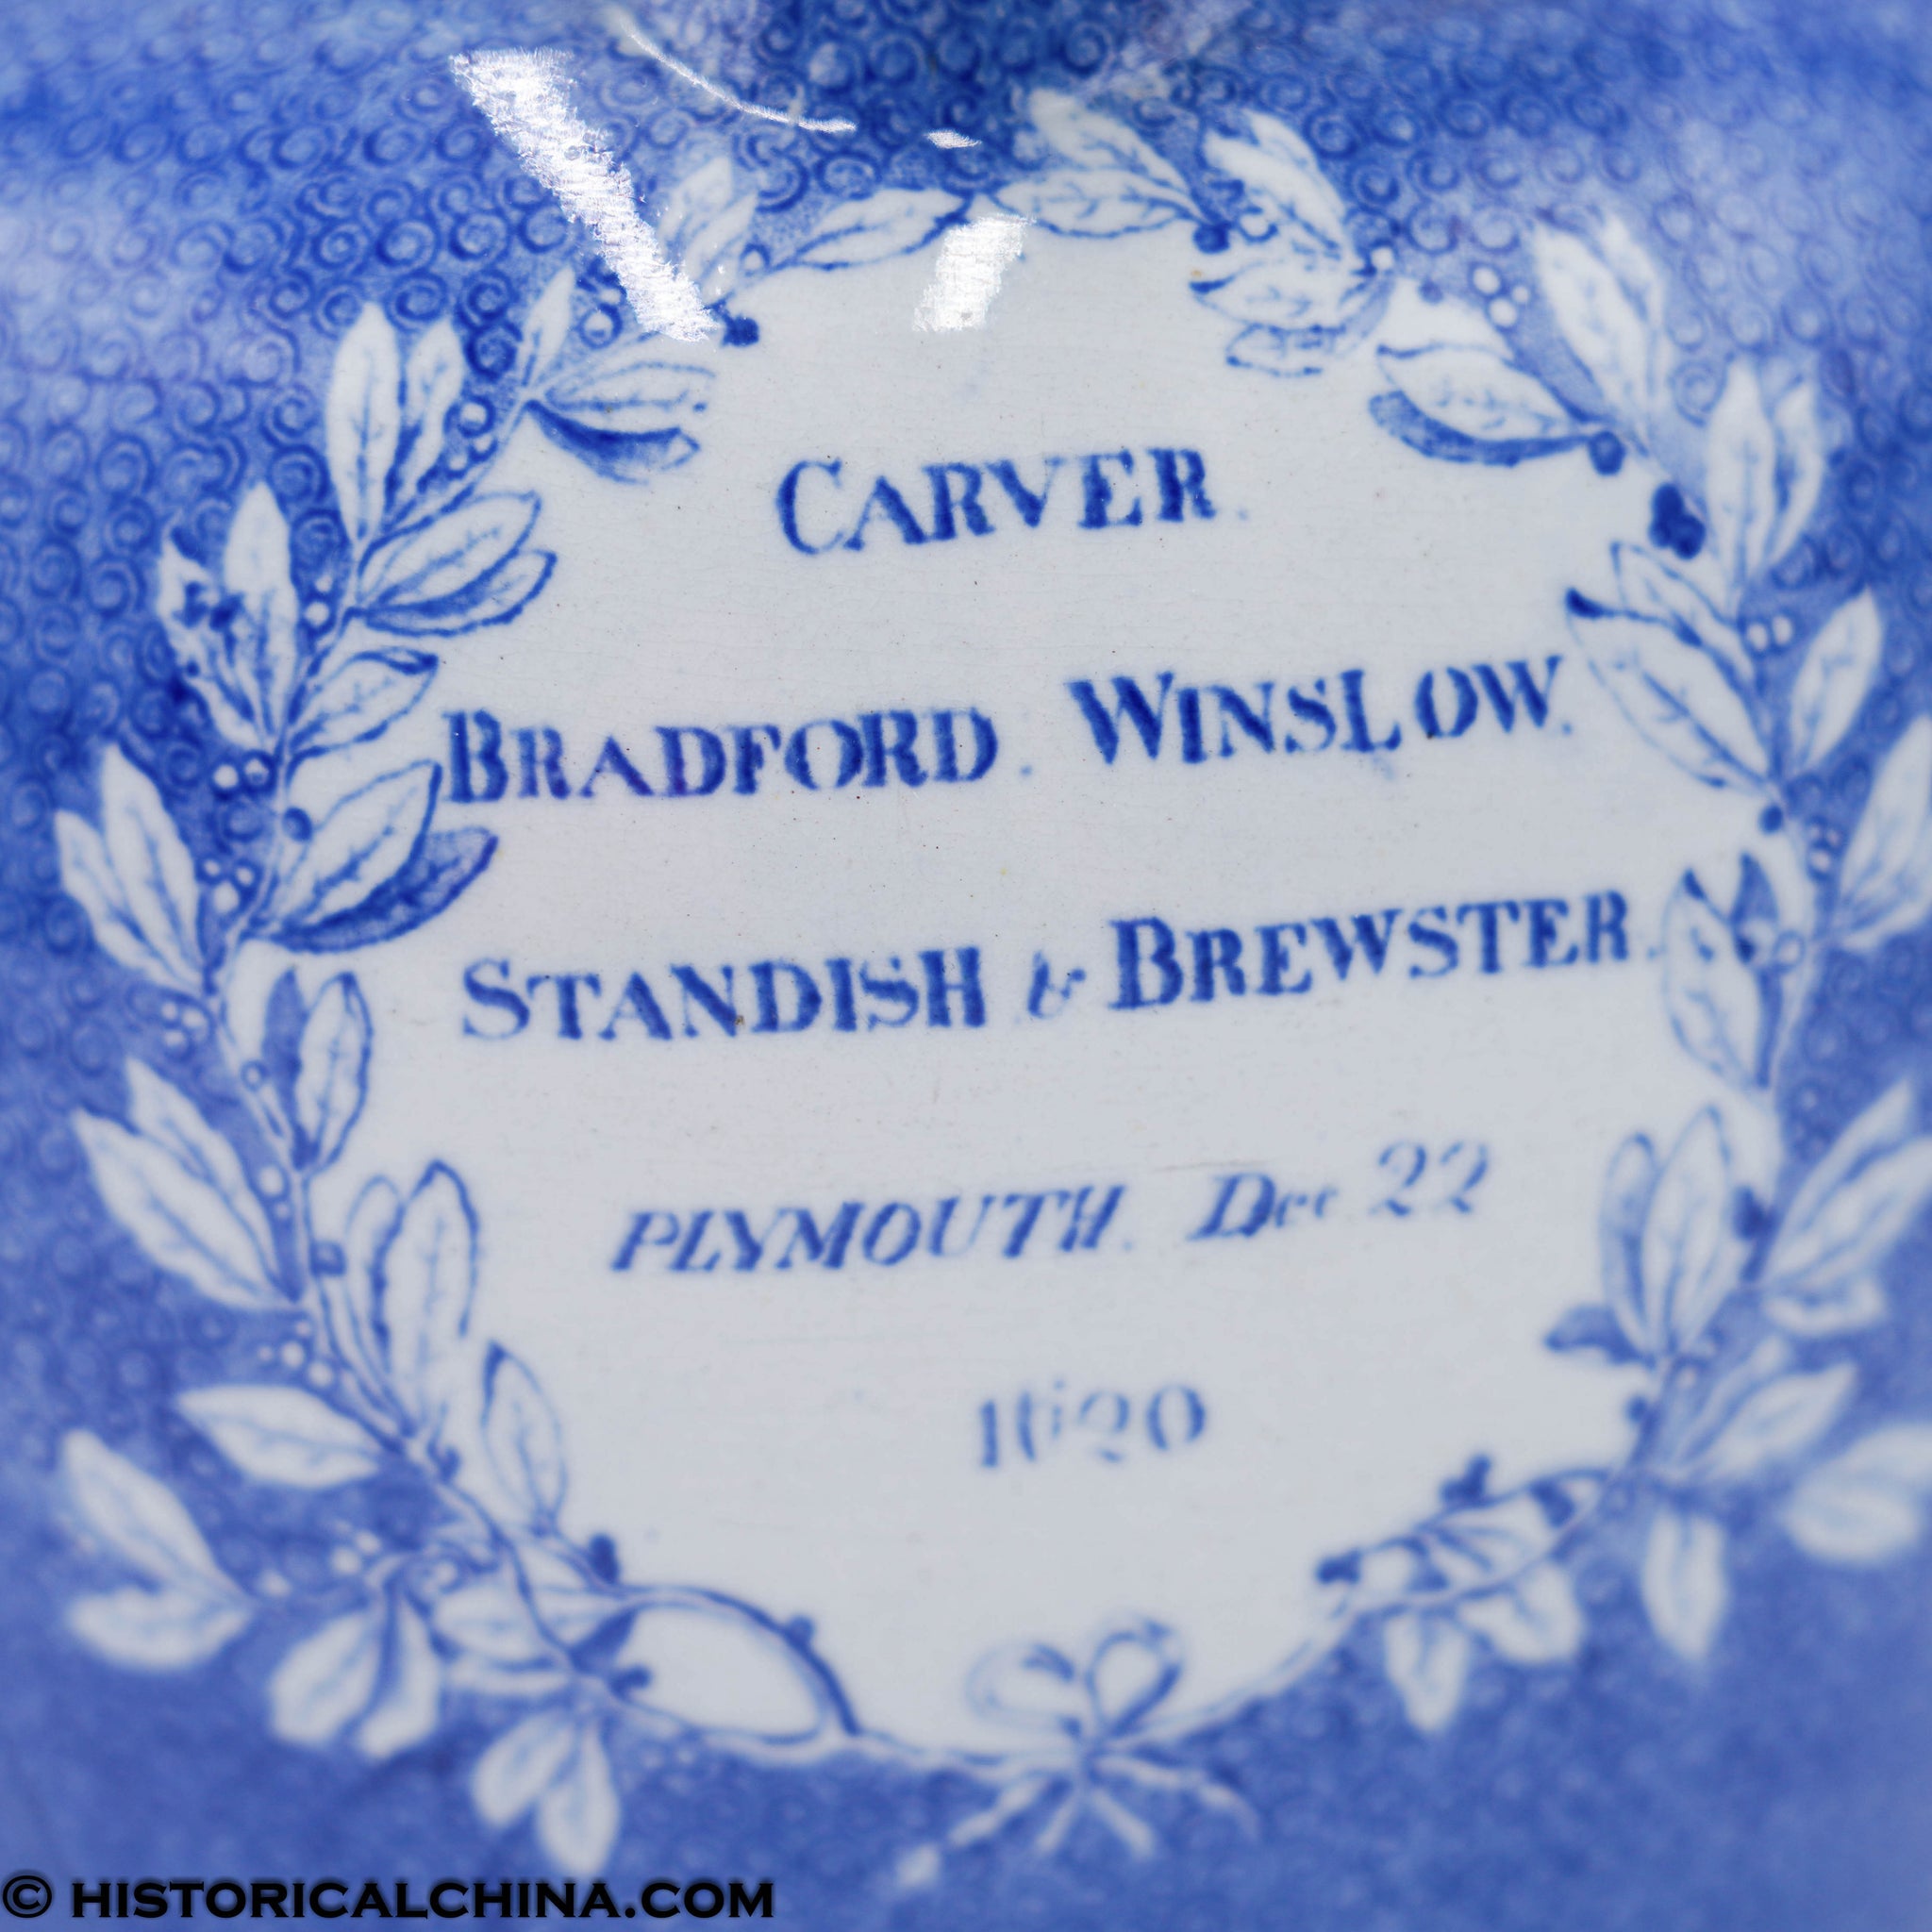 CARVER.
BRADFORD. WINSLOW.
STANDISH & BREWSTER.
PLYMOUTH. Dec 22
1620
© HISTORICALCHINA.COM